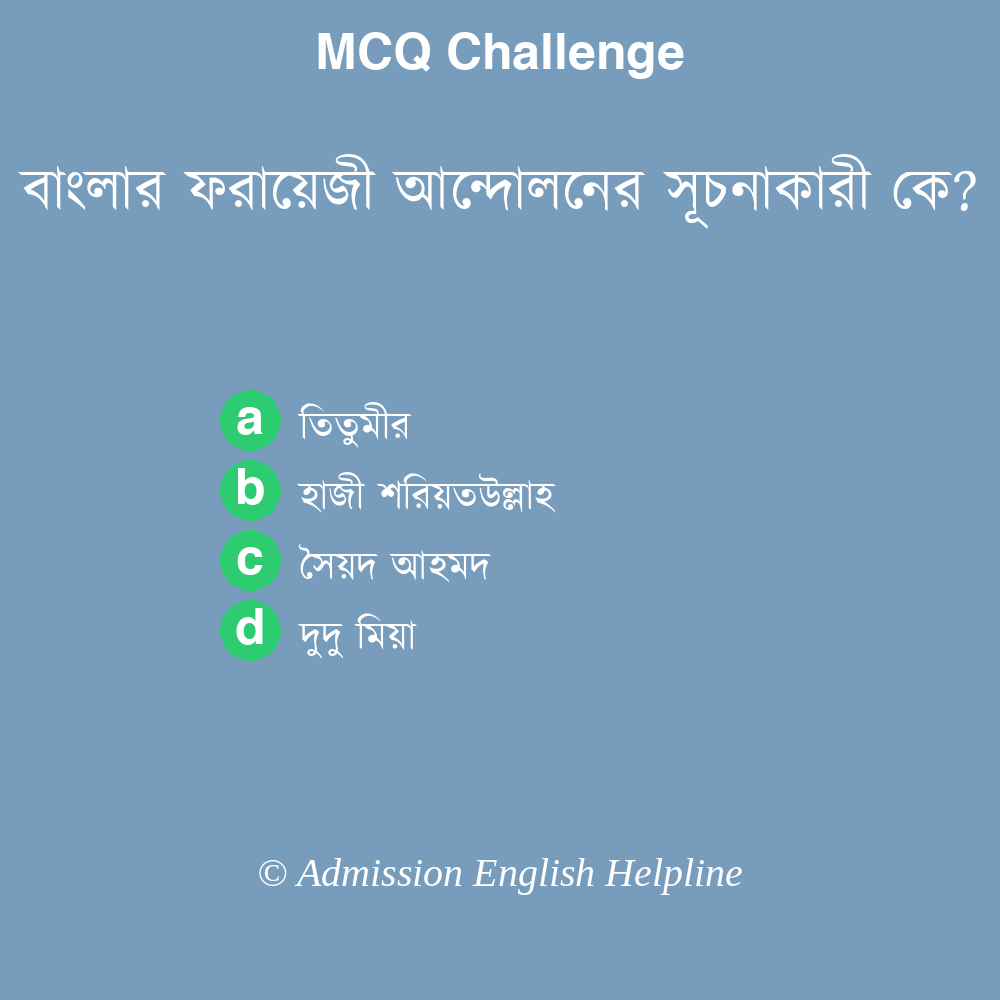 MCQ Challenge
বাংলার ফরায়েজী আন্দোলনের সূচনাকারী কে?
a তিতুমীর
b হাজী শরিয়তউল্লাহ
c সৈয়দ আহমদ
d দুদু মিয়া
© Admission English Helpline